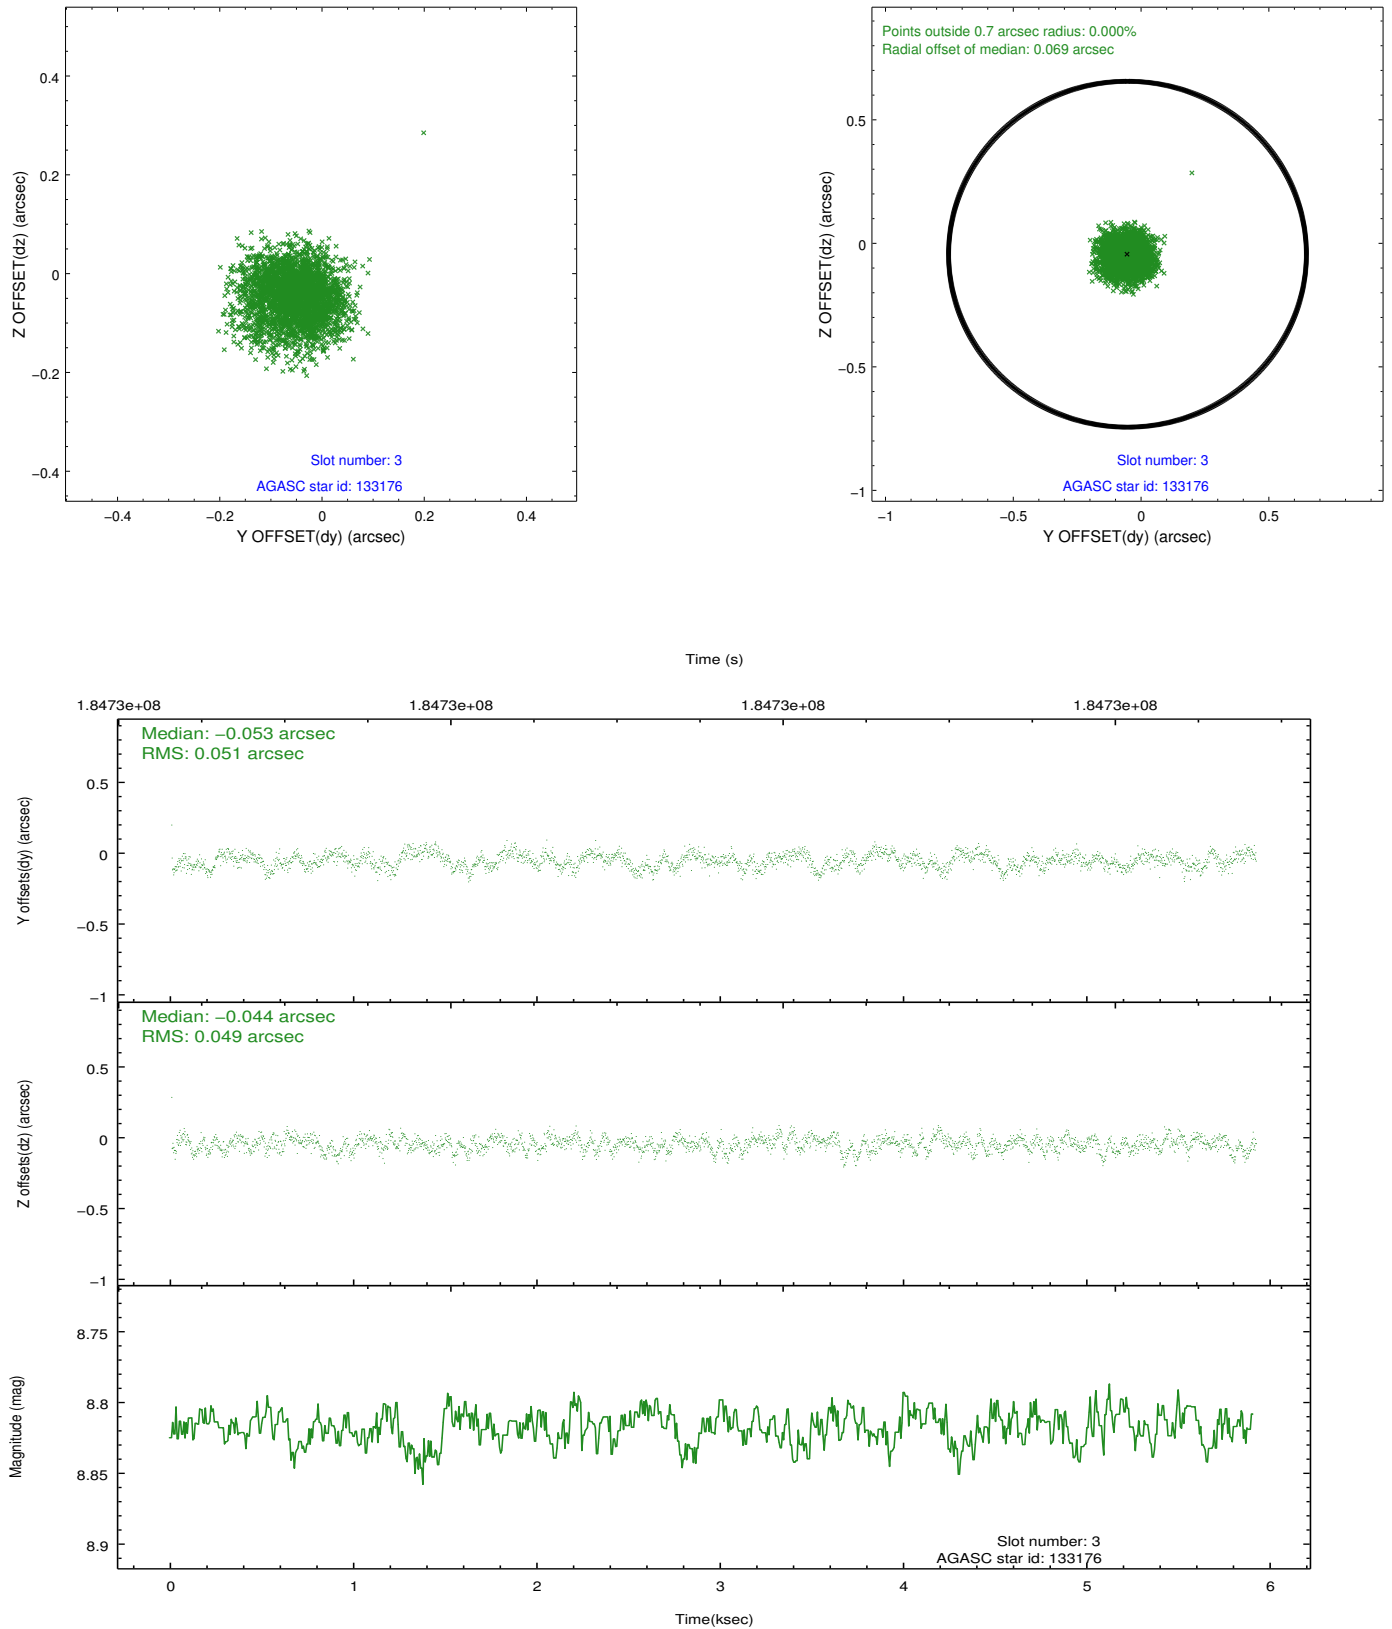 0.4
0.2
0
−0.2
−0.4
Z OFFSET(dz) (arcsec)
Slot number: 3
AGASC star id: 133176
−0.4
−0.2
0
0.2
0.4
Y OFFSET(dy) (arcsec)
Points outside 0.7 arcsec radius: 0.000%
Radial offset of median: 0.069 arcsec
0.5
0
−0.5
−1
Z OFFSET(dz) (arcsec)
Slot number: 3
AGASC star id: 133176
−1
−0.5
0
0.5
Y OFFSET(dy) (arcsec)
Time (s)
1.8473e+08
1.8473e+08
1.8473e+08
1.8473e+08
Median: −0.053 arcsec
RMS: 0.051 arcsec
0.5
0
−0.5
−1
Y offsets(dy) (arcsec)
Median: −0.044 arcsec
RMS: 0.049 arcsec
0.5
0
−0.5
−1
Z offsets(dz) (arcsec)
8.75
8.8
8.85
8.9
Magnitude (mag)
Slot number: 3
AGASC star id: 133176
0
1
2
3
4
5
6
Time(ksec)